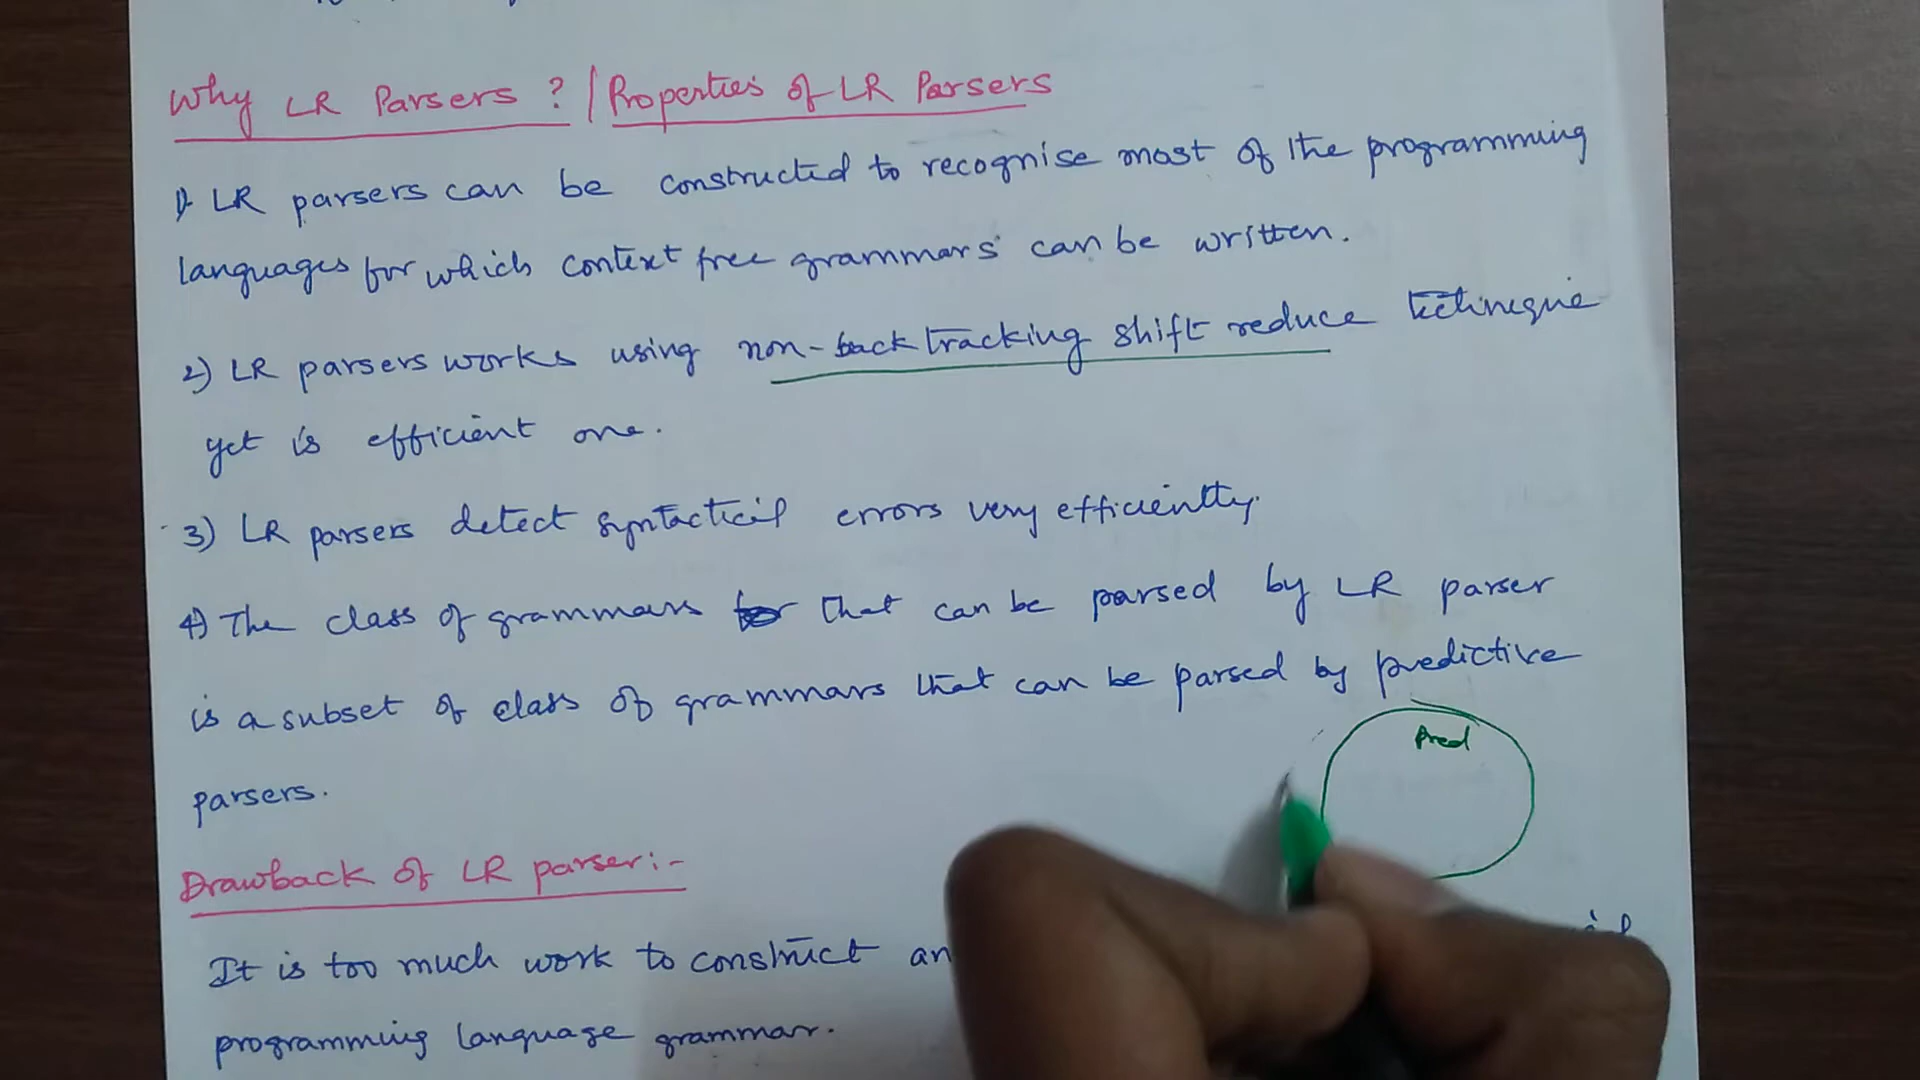 Why LR Parsers ? / Properties of LR Parsers
1) LR parsers can be constructed to recognise most of the programming
languages for which context free grammars can be written.
2) LR parsers works using non-backtracking shift reduce technique
yet is efficient one.
3) LR parsers detect syntactical errors very efficiently.
4) The class of grammars that can be parsed by LR parser
is a subset of class of grammars that can be parsed by predictive
Pred
parsers.
Drawback of LR parser:-
It is too much work to construct an
programming language grammar.